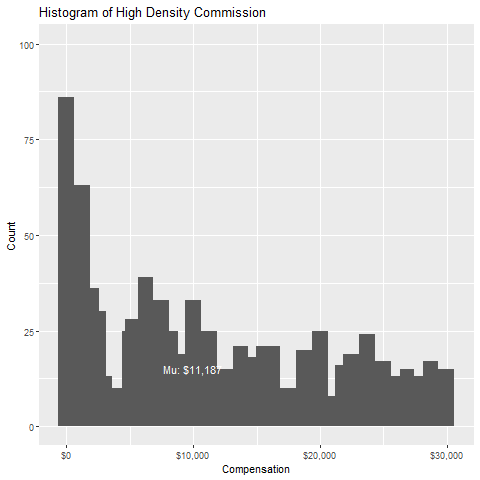 Histogram of High Density Commission
100
75
50
25
0
Count
Mu: $11,187
$0 $10,000 $20,000 $30,000
Compensation